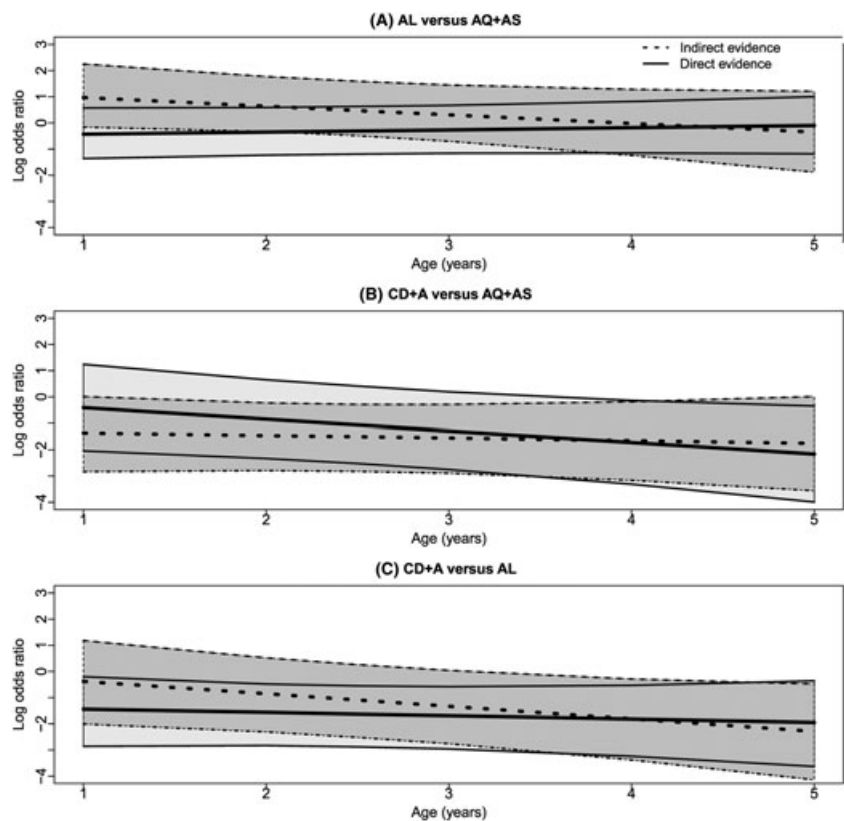 (A) AL versus AQ+AS
Indirect evidence
Direct evidence
Log odds ratio
3
2
1
0
−2
−4
1 2 3 4 5
Age (years)
(B) CD+A versus AQ+AS
Log odds ratio
3
2
1
0
−2
−4
1 2 3 4 5
Age (years)
(C) CD+A versus AL
Log odds ratio
3
2
1
0
−2
−4
1 2 3 4 5
Age (years)